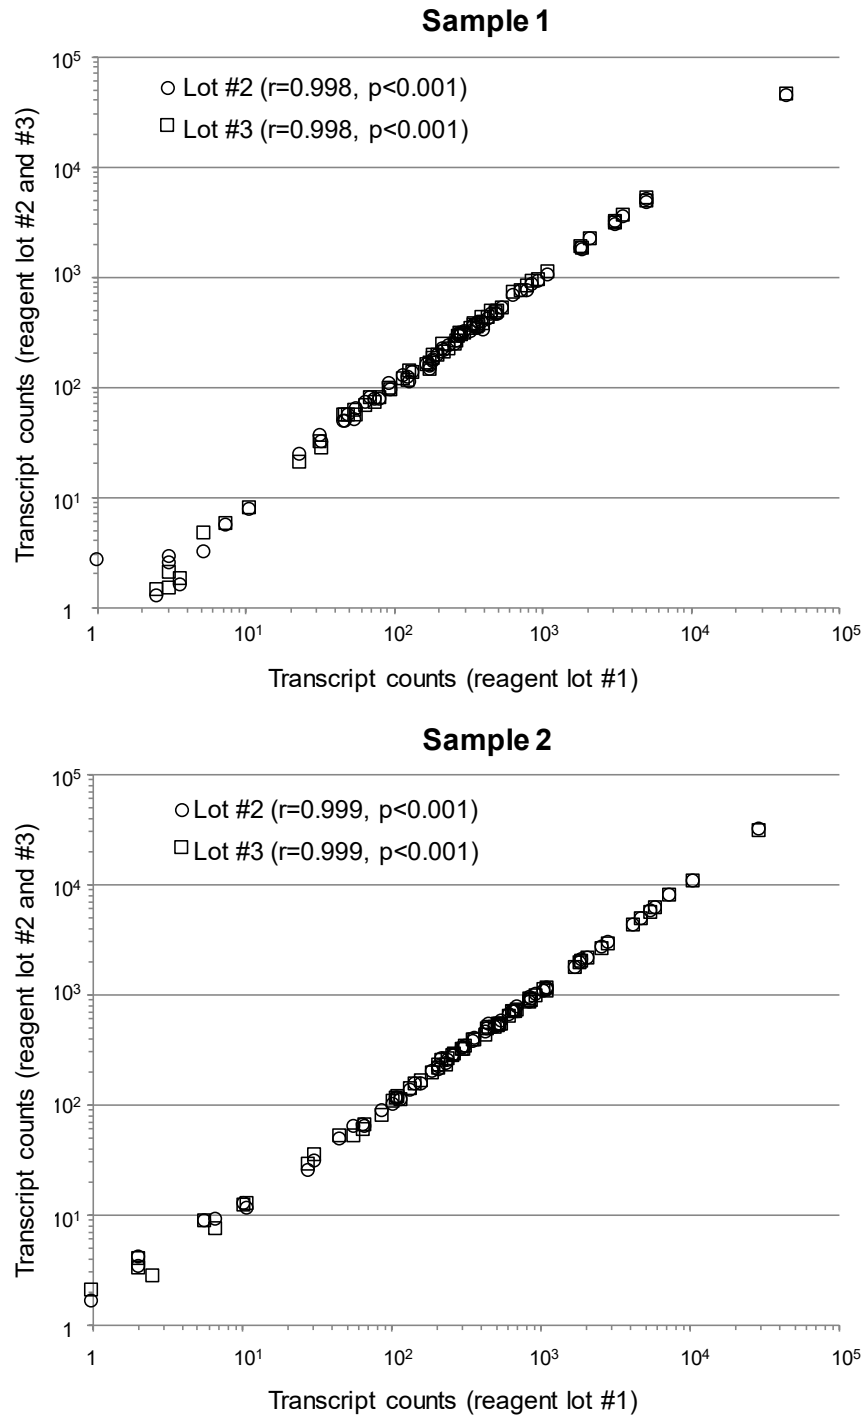 Sample 1
Transcript counts (reagent lot #2 and #3)
10⁵
10⁴
10³
10²
10¹
1
Lot #2 (r=0.998, p<0.001)
Lot #3 (r=0.998, p<0.001)
1 10¹ 10² 10³ 10⁴ 10⁵
Transcript counts (reagent lot #1)
Sample 2
Transcript counts (reagent lot #2 and #3)
10⁵
10⁴
10³
10²
10¹
1
Lot #2 (r=0.999, p<0.001)
Lot #3 (r=0.999, p<0.001)
1 10¹ 10² 10³ 10⁴ 10⁵
Transcript counts (reagent lot #1)